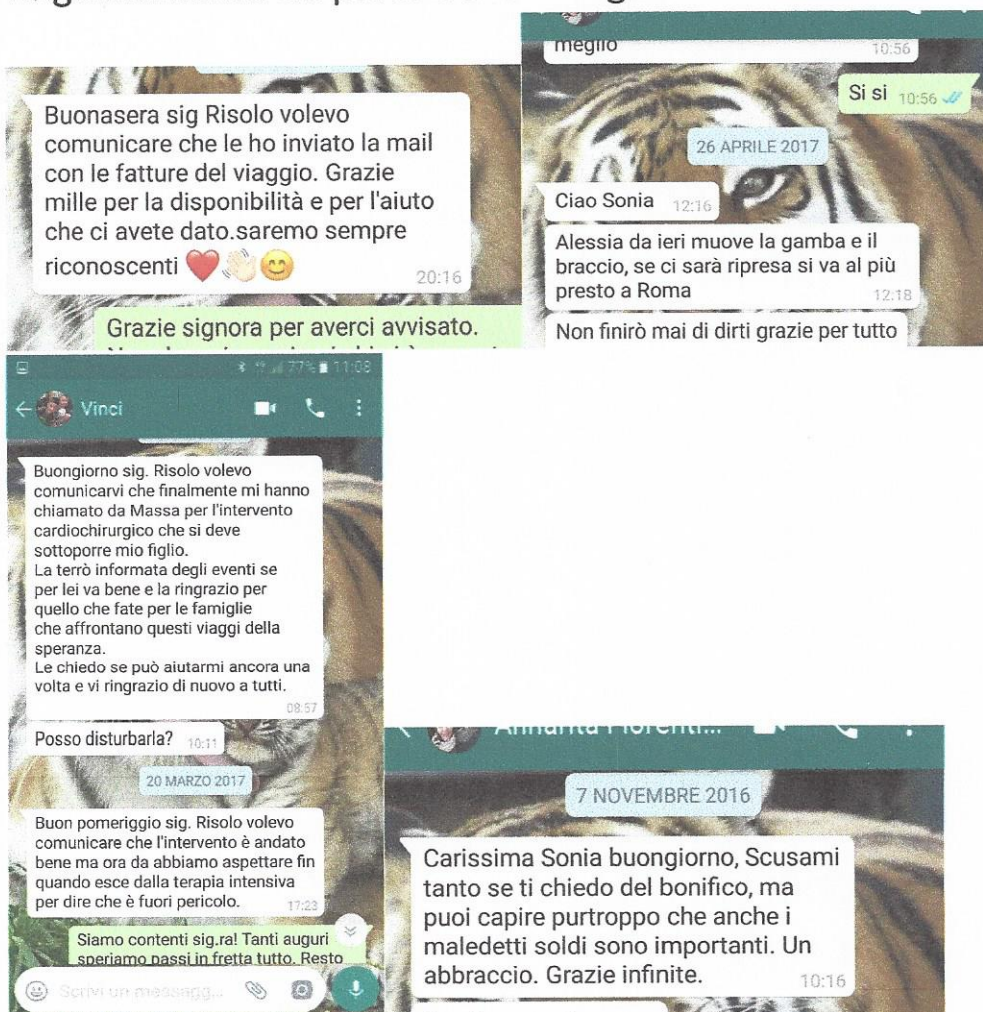 Buonasera sig Risolo volevo
comunicare che le ho inviato la mail
con le fatture del viaggio. Grazie
mille per la disponibilità e per l'aiuto
che ci avete dato.saremo sempre
riconoscenti ❤️👋🏻😊
20:16
Grazie signora per averci avvisato.
meglio
10:56
Si si 10:56
26 APRILE 2017
Ciao Sonia 12:16
Alessia da ieri muove la gamba e il
braccio, se ci sarà ripresa si va al più
presto a Roma 12:18
Non finirò mai di dirti grazie per tutto
77% 11:08
Vinci
Buongiorno sig. Risolo volevo
comunicarvi che finalmente mi hanno
chiamato da Massa per l'intervento
cardiochirurgico che si deve
sottoporre mio figlio.
La terrò informata degli eventi se
per lei va bene e la ringrazio per
quello che fate per le famiglie
che affrontano questi viaggi della
speranza.
Le chiedo se può aiutarmi ancora una
volta e vi ringrazio di nuovo a tutti.
08:57
Posso disturbarla? 10:11
20 MARZO 2017
Buon pomeriggio sig. Risolo volevo
comunicare che l'intervento è andato
bene ma ora da abbiamo aspettare fin
quando esce dalla terapia intensiva
per dire che è fuori pericolo. 17:23
Siamo contenti sig.ra! Tanti auguri
speriamo passi in fretta tutto. Resto
Scrivi un messagg...
7 NOVEMBRE 2016
Carissima Sonia buongiorno, Scusami
tanto se ti chiedo del bonifico, ma
puoi capire purtroppo che anche i
maledetti soldi sono importanti. Un
abbraccio. Grazie infinite. 10:16